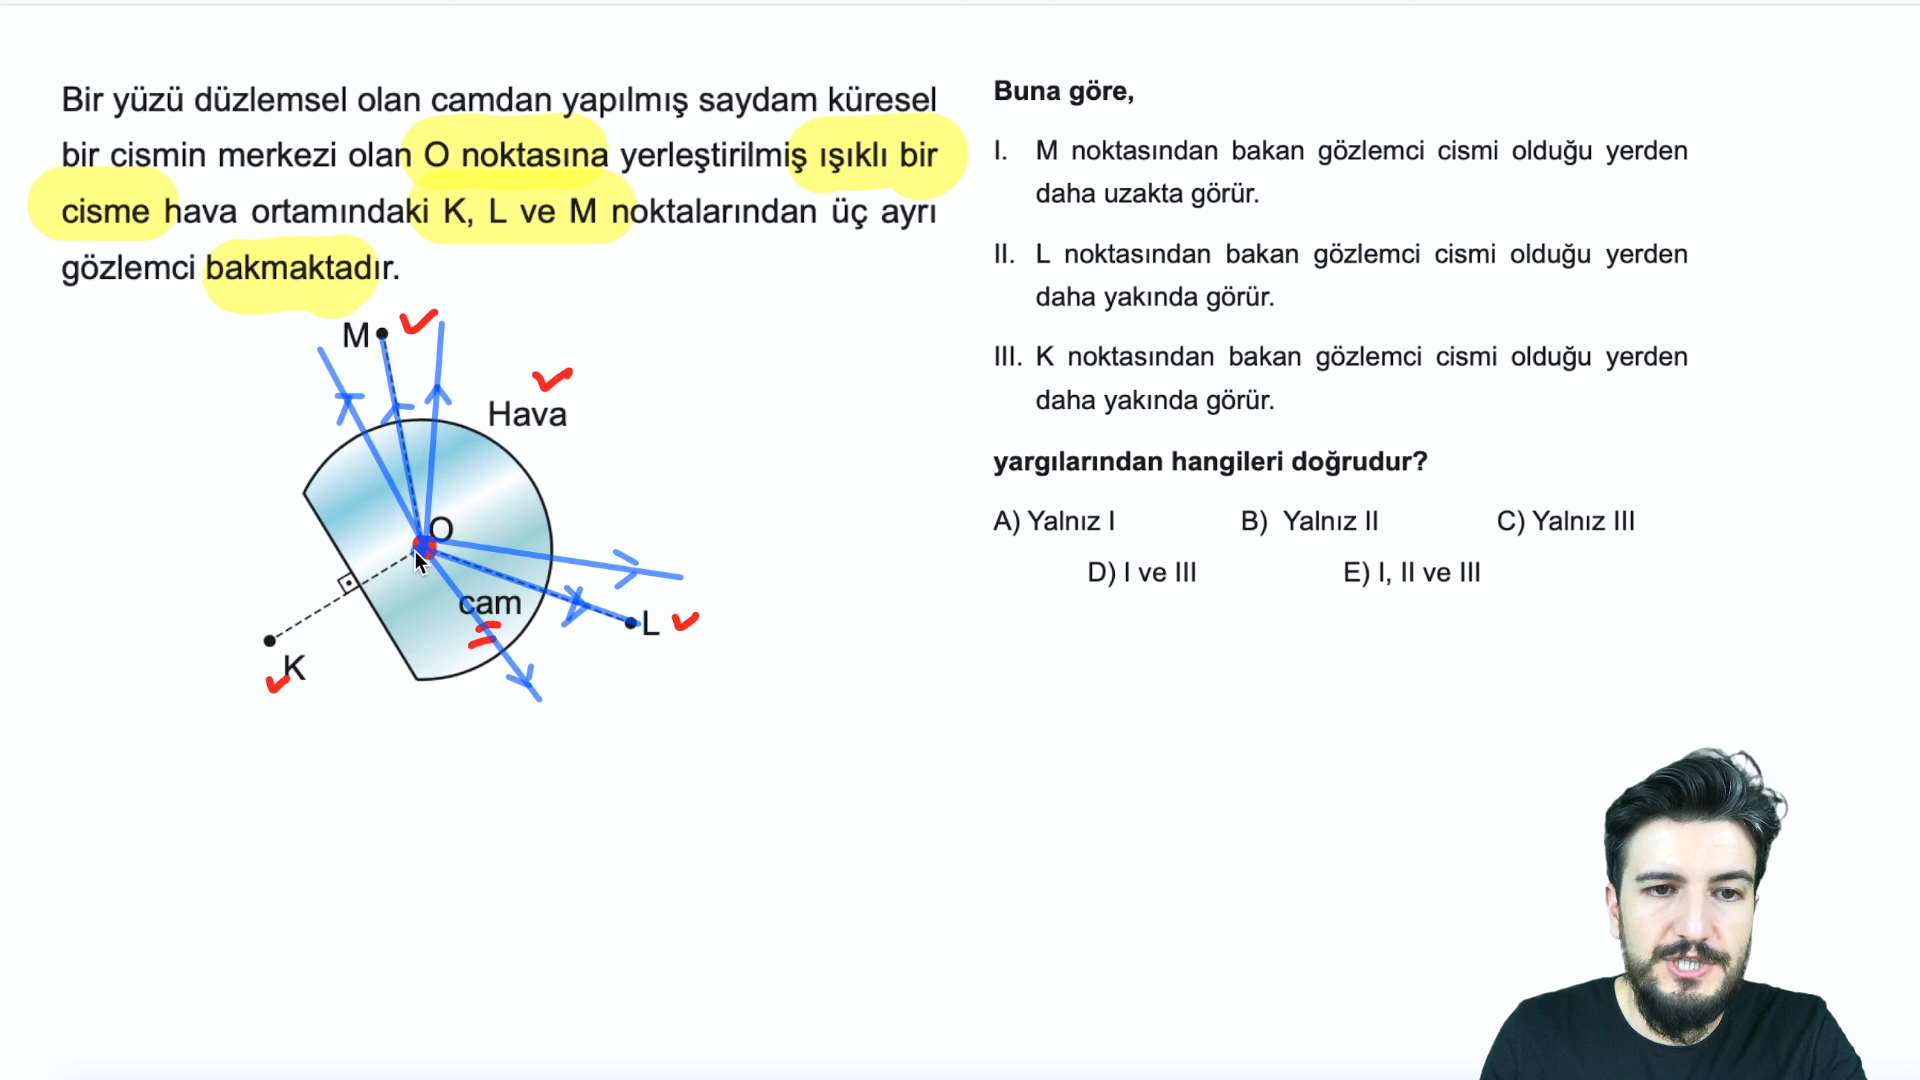 Bir yüzü düzlemsel olan camdan yapılmış saydam küresel
bir cismin merkezi olan O noktasına yerleştirilmiş ışıklı bir
cisme hava ortamındaki K, L ve M noktalarından üç ayrı
gözlemci bakmaktadır.
M
Hava
O
cam
L
K
Buna göre,
I. M noktasından bakan gözlemci cismi olduğu yerden
daha uzakta görür.
II. L noktasından bakan gözlemci cismi olduğu yerden
daha yakında görür.
III. K noktasından bakan gözlemci cismi olduğu yerden
daha yakında görür.
yargılarından hangileri doğrudur?
A) Yalnız I B) Yalnız II C) Yalnız III
D) I ve III E) I, II ve III